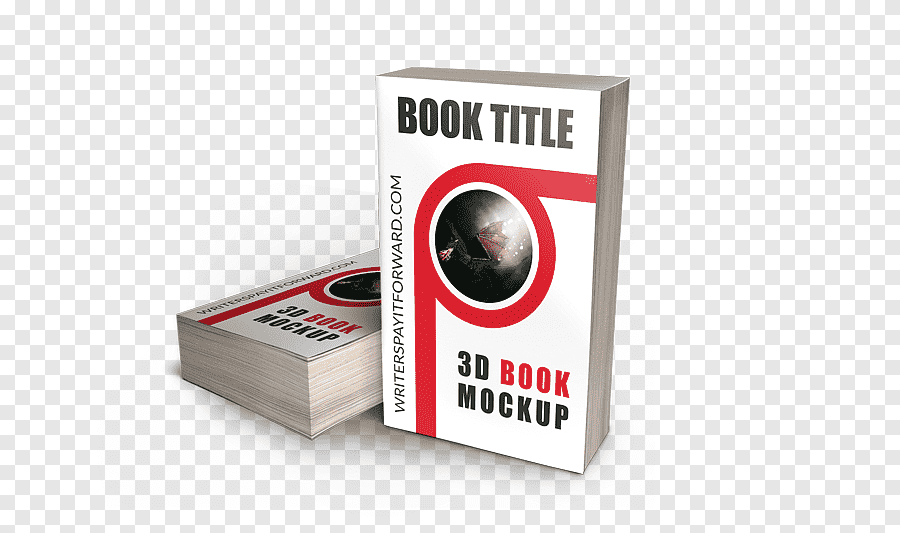 BOOK TITLE
WRITERSPAYITFORWARD.COM
3D BOOK
MOCKUP
WRITERSPAYITFORWARD.COM
3D BOOK
MOCKUP